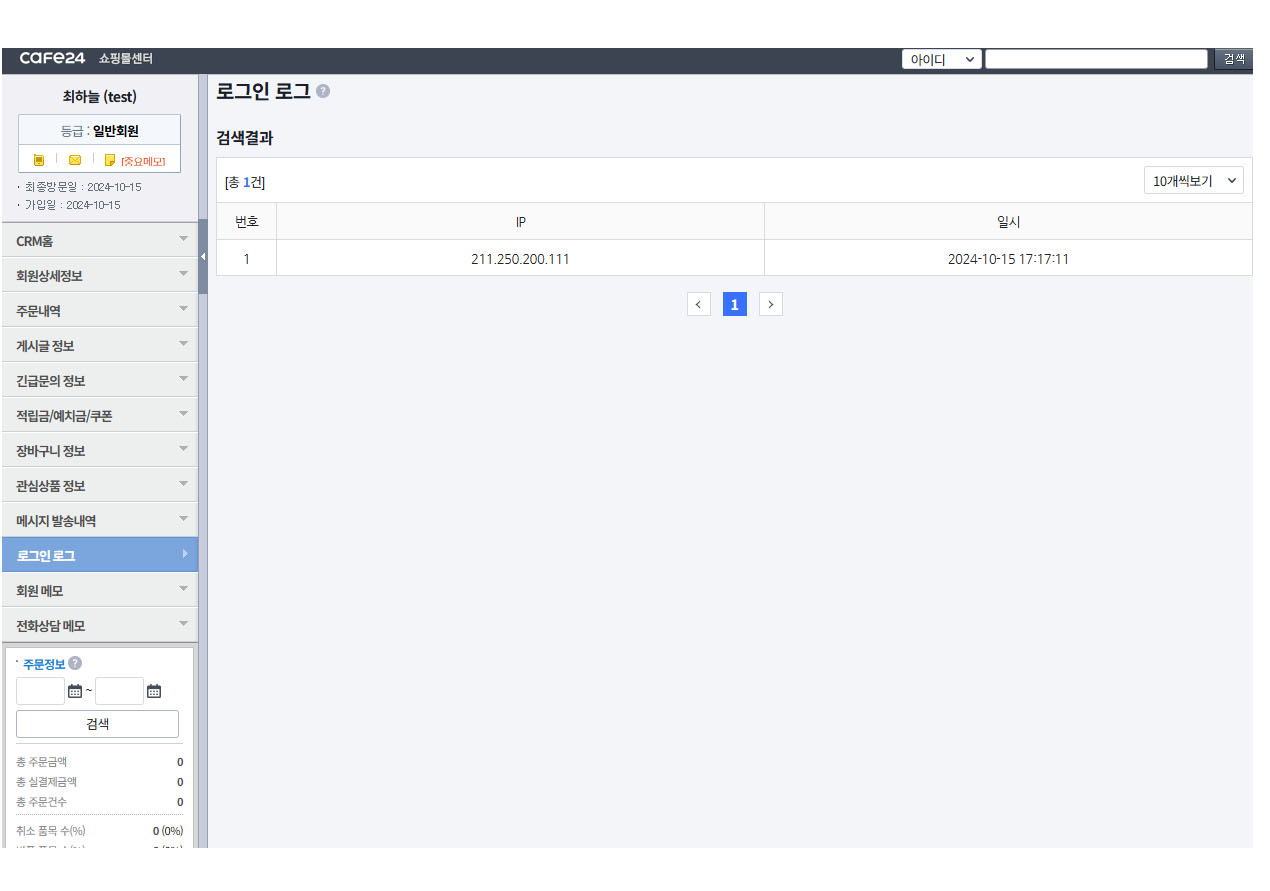 cafe24 쇼핑몰센터
아이디
검색
최하늘 (test)
등급 : 일반회원
[중요메모]
· 최종방문일 : 2024-10-15
· 가입일 : 2024-10-15
CRM홈
회원상세정보
주문내역
게시글 정보
긴급문의 정보
적립금/예치금/쿠폰
장바구니 정보
관심상품 정보
메시지 발송내역
로그인 로그
회원 메모
전화상담 메모
· 주문정보 ?
~
검색
총 주문금액 0
총 실결제금액 0
총 주문건수 0
취소 품목 수(%) 0 (0%)
로그인 로그 ?
검색결과
[총 1건]
10개씩보기
번호 IP 일시
1 211.250.200.111 2024-10-15 17:17:11
< 1 >